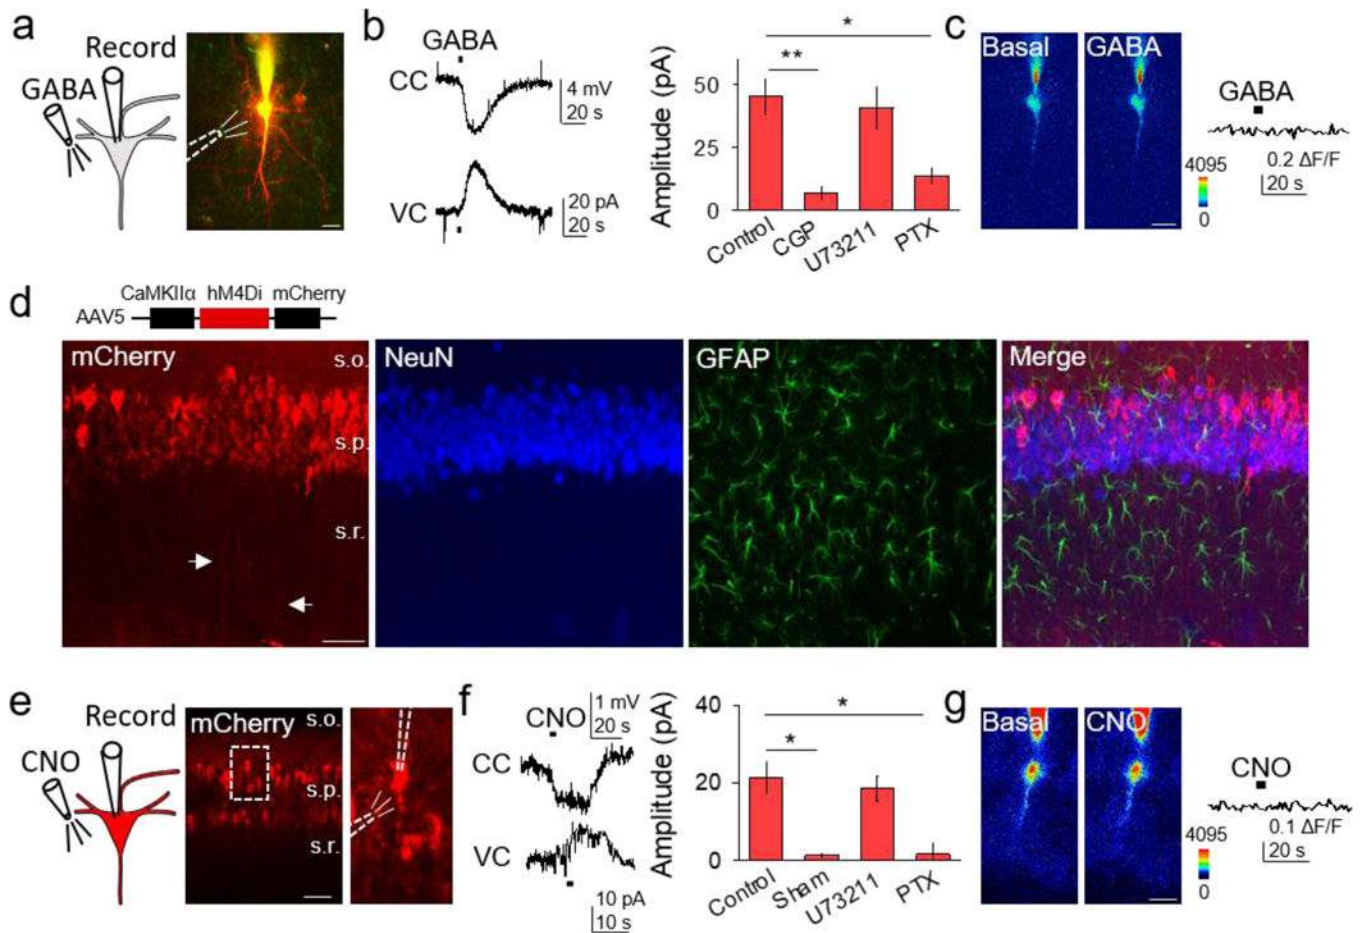 a
Record
GABA
b
GABA
CC
4 mV
20 s
VC
20 pA
20 s
Amplitude (pA)
50
25
0
*
**
Control
CGP
U73211
PTX
c
Basal
GABA
GABA
4095
0
0.2 ΔF/F
20 s
d
CaMKIIα hM4Di mCherry
AAV5
mCherry
s.o.
s.p.
s.r.
NeuN
GFAP
Merge
e
Record
CNO
mCherry
s.o.
s.p.
s.r.
f
CNO
1 mV
20 s
CC
VC
10 pA
10 s
Amplitude (pA)
40
20
0
*
*
Control
Sham
U73211
PTX
g
Basal
CNO
CNO
4095
0
0.1 ΔF/F
20 s